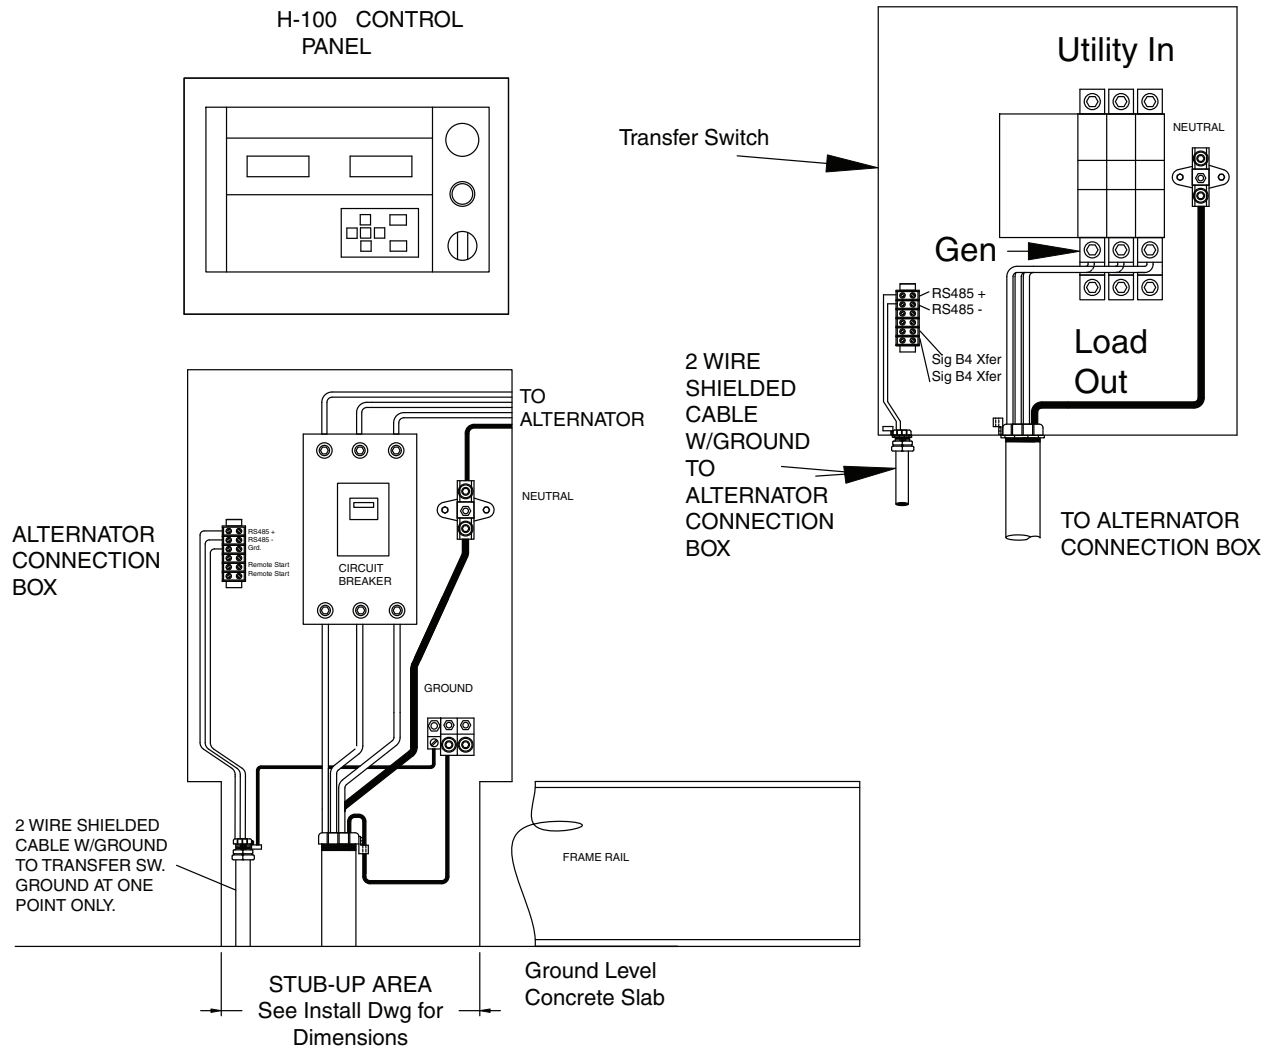 H-100 CONTROL
PANEL
Utility In
Transfer Switch
NEUTRAL
Gen
RS485 +
RS485 -
Sig B4 Xfer
Sig B4 Xfer
Load
Out
2 WIRE
SHIELDED
CABLE
W/GROUND
TO
ALTERNATOR
CONNECTION
BOX
TO ALTERNATOR
CONNECTION BOX
TO
ALTERNATOR
NEUTRAL
ALTERNATOR
CONNECTION
BOX
RS485 +
RS485 -
Grd.
Remote Start
Remote Start
CIRCUIT
BREAKER
GROUND
2 WIRE SHIELDED
CABLE W/GROUND
TO TRANSFER SW.
GROUND AT ONE
POINT ONLY.
FRAME RAIL
STUB-UP AREA
See Install Dwg for
Dimensions
Ground Level
Concrete Slab